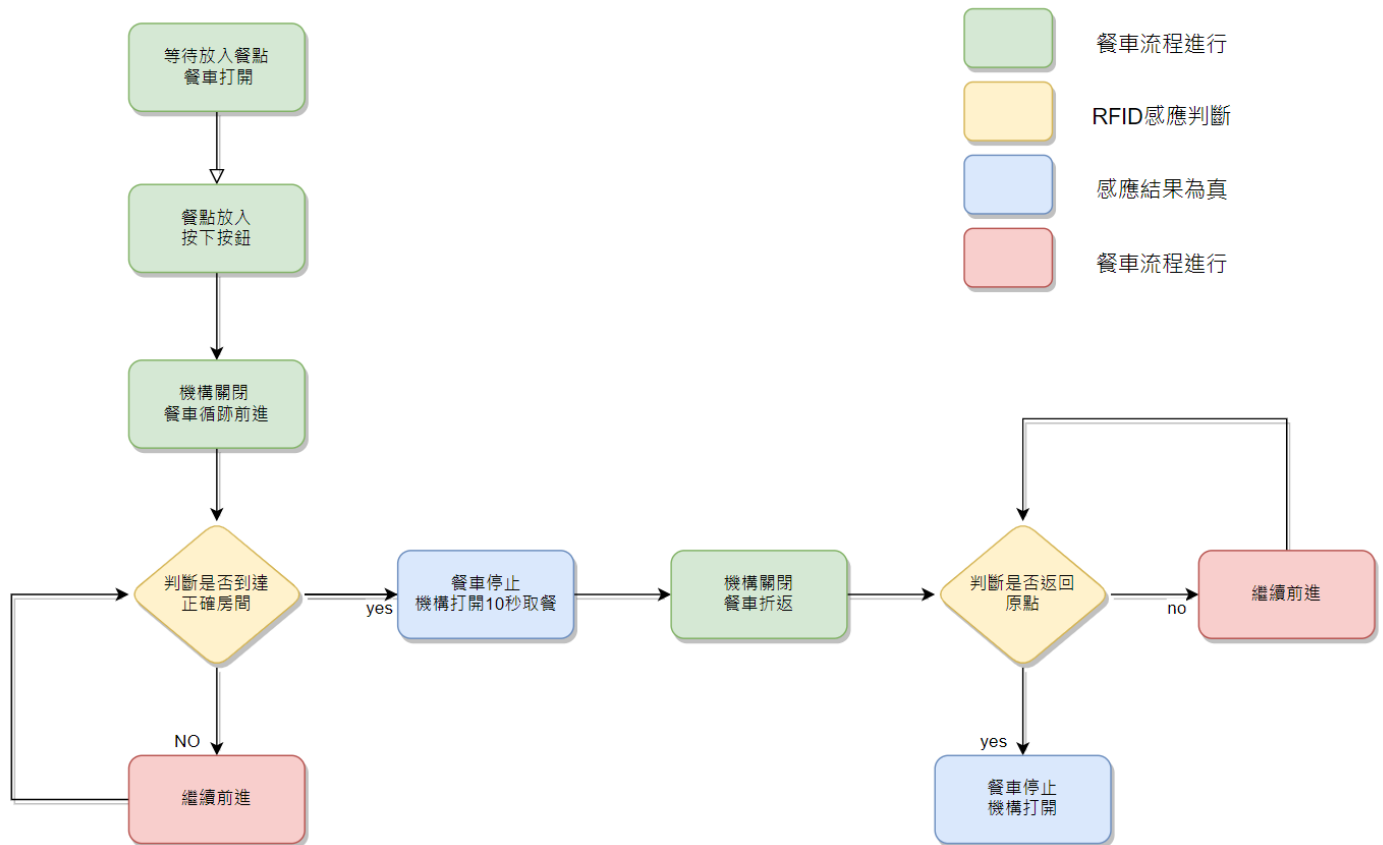 等待放入餐點
餐車打開
餐車流程進行
RFID感應判斷
感應結果為真
餐車流程進行
餐點放入
按下按鈕
機構關閉
餐車循跡前進
判斷是否到達
正確房間
yes
餐車停止
機構打開10秒取餐
機構關閉
餐車折返
判斷是否返回
原點
no
繼續前進
NO
繼續前進
yes
餐車停止
機構打開